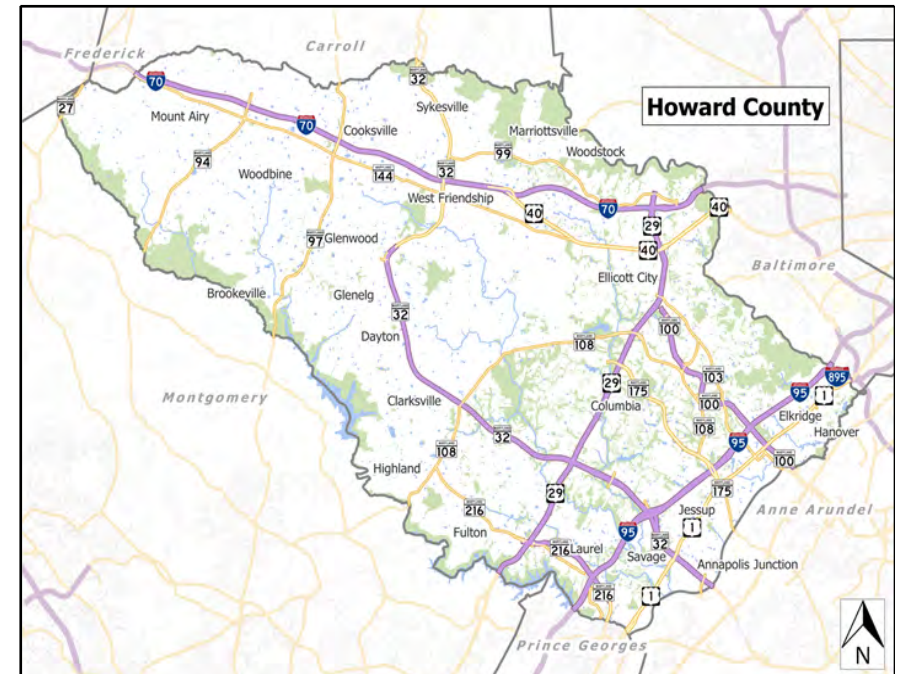 Carroll
Frederick
70
32
27
Mount Airy
Sykesville
Howard County
70
Cooksville
Marriottsville
94
99
Woodstock
Woodbine
144
32
West Friendship
40
70
40
29
97
Glenwood
40
Baltimore
Ellicott City
Brookeville
Glenelg
32
100
Dayton
108
103
895
29
175
95
1
Montgomery
Clarksville
Columbia
100
Elkridge
108
Hanover
32
95
108
100
Highland
29
175
216
Jessup
Anne Arundel
Fulton
95
1
216
Laurel
32
Savage
Annapolis Junction
216
1
Prince Georges
N